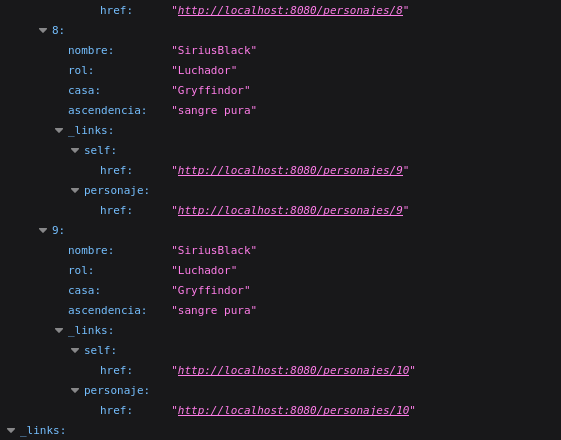 href: "http://localhost:8080/personajes/8"
8:
nombre: "SiriusBlack"
rol: "Luchador"
casa: "Gryffindor"
ascendencia: "sangre pura"
_links:
self:
href: "http://localhost:8080/personajes/9"
personaje:
href: "http://localhost:8080/personajes/9"
9:
nombre: "SiriusBlack"
rol: "Luchador"
casa: "Gryffindor"
ascendencia: "sangre pura"
_links:
self:
href: "http://localhost:8080/personajes/10"
personaje:
href: "http://localhost:8080/personajes/10"
_links: